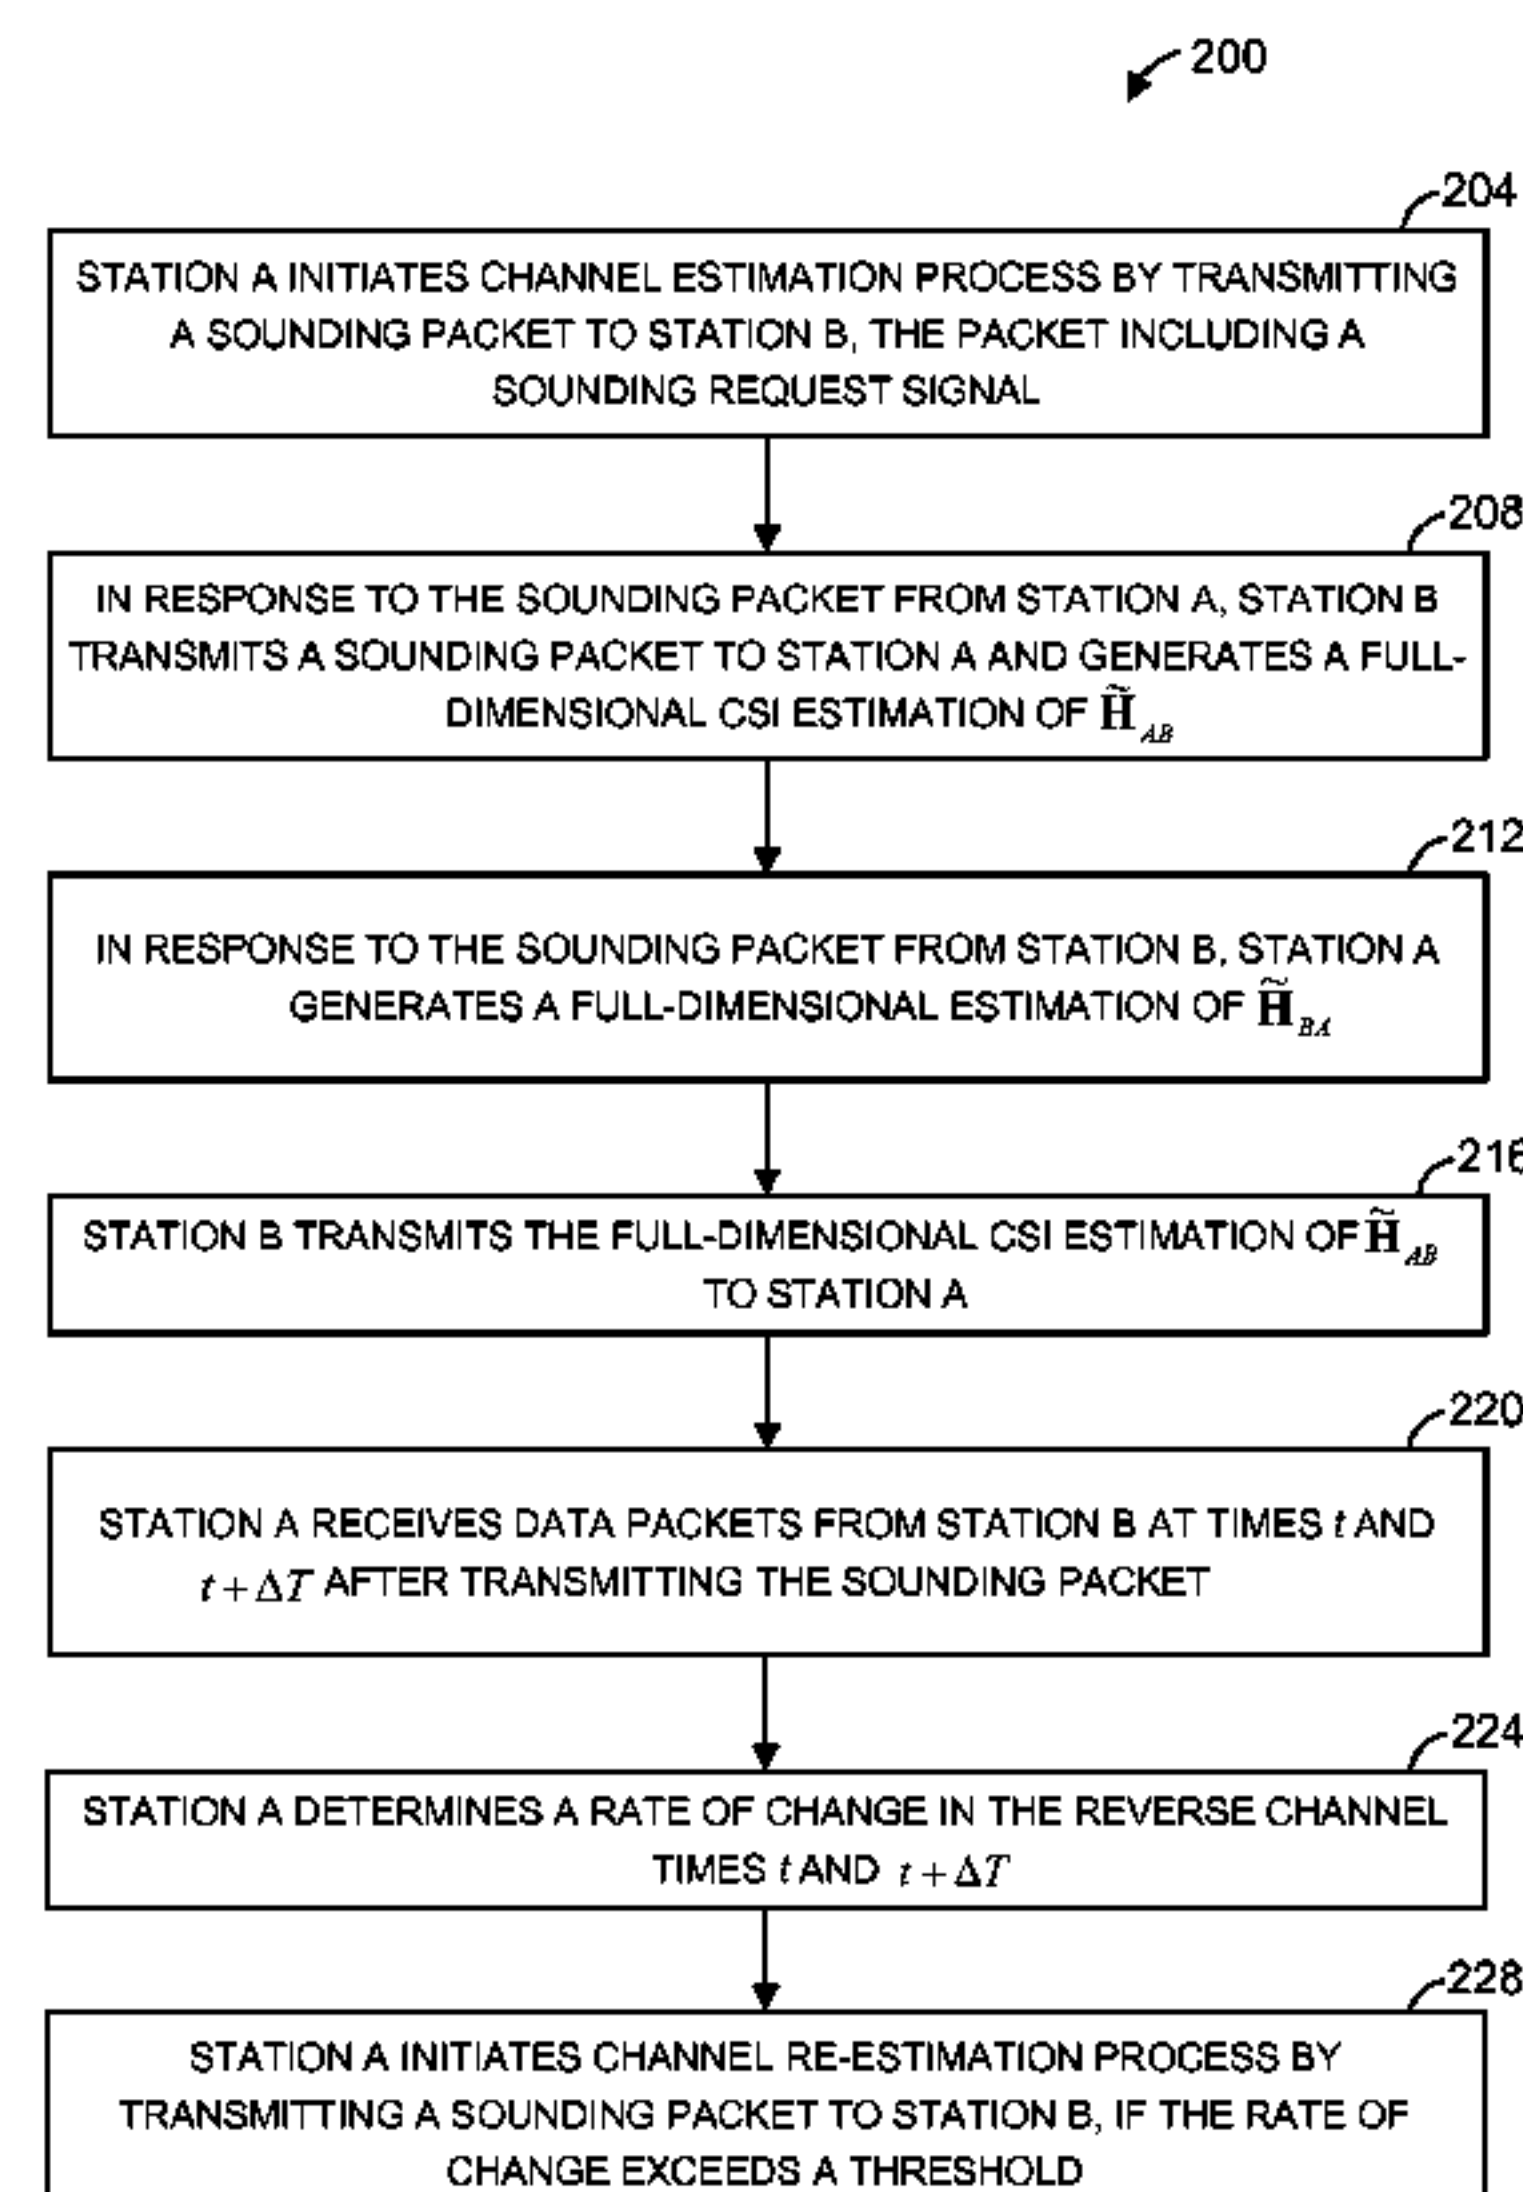 200
204
STATION A INITIATES CHANNEL ESTIMATION PROCESS BY TRANSMITTING
A SOUNDING PACKET TO STATION B, THE PACKET INCLUDING A
SOUNDING REQUEST SIGNAL
208
IN RESPONSE TO THE SOUNDING PACKET FROM STATION A, STATION B
TRANSMITS A SOUNDING PACKET TO STATION A AND GENERATES A FULL-
DIMENSIONAL CSI ESTIMATION OF H̃_AB
212
IN RESPONSE TO THE SOUNDING PACKET FROM STATION B, STATION A
GENERATES A FULL-DIMENSIONAL ESTIMATION OF H̃_BA
216
STATION B TRANSMITS THE FULL-DIMENSIONAL CSI ESTIMATION OF H̃_AB
TO STATION A
220
STATION A RECEIVES DATA PACKETS FROM STATION B AT TIMES t AND
t + ΔT AFTER TRANSMITTING THE SOUNDING PACKET
224
STATION A DETERMINES A RATE OF CHANGE IN THE REVERSE CHANNEL
TIMES t AND t + ΔT
228
STATION A INITIATES CHANNEL RE-ESTIMATION PROCESS BY
TRANSMITTING A SOUNDING PACKET TO STATION B, IF THE RATE OF
CHANGE EXCEEDS A THRESHOLD